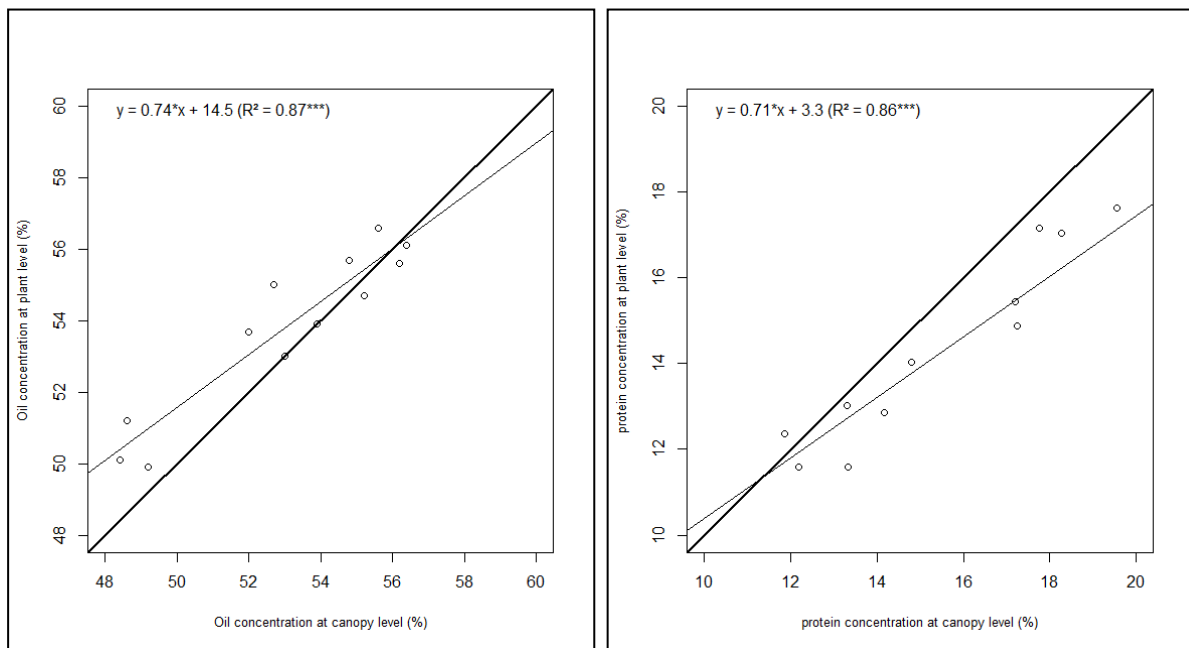 y = 0.74*x + 14.5 (R² = 0.87***)
Oil concentration at plant level (%)
60
58
56
54
52
50
48
48 50 52 54 56 58 60
Oil concentration at canopy level (%)
y = 0.71*x + 3.3 (R² = 0.86***)
protein concentration at plant level (%)
20
18
16
14
12
10
10 12 14 16 18 20
protein concentration at canopy level (%)